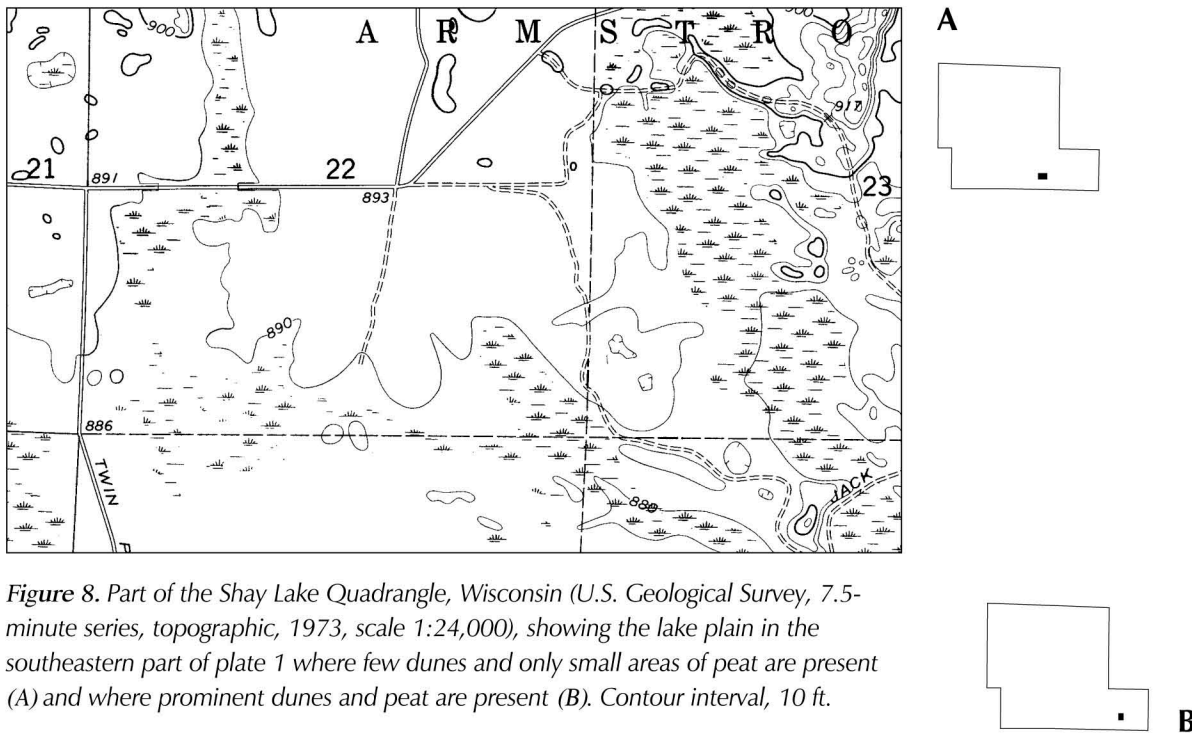 A R M S T R O
A
900
917
21
891
22
893
23
890
886
TWIN
JACK
880
Figure 8. Part of the Shay Lake Quadrangle, Wisconsin (U.S. Geological Survey, 7.5-
minute series, topographic, 1973, scale 1:24,000), showing the lake plain in the
southeastern part of plate 1 where few dunes and only small areas of peat are present
(A) and where prominent dunes and peat are present (B). Contour interval, 10 ft.
B